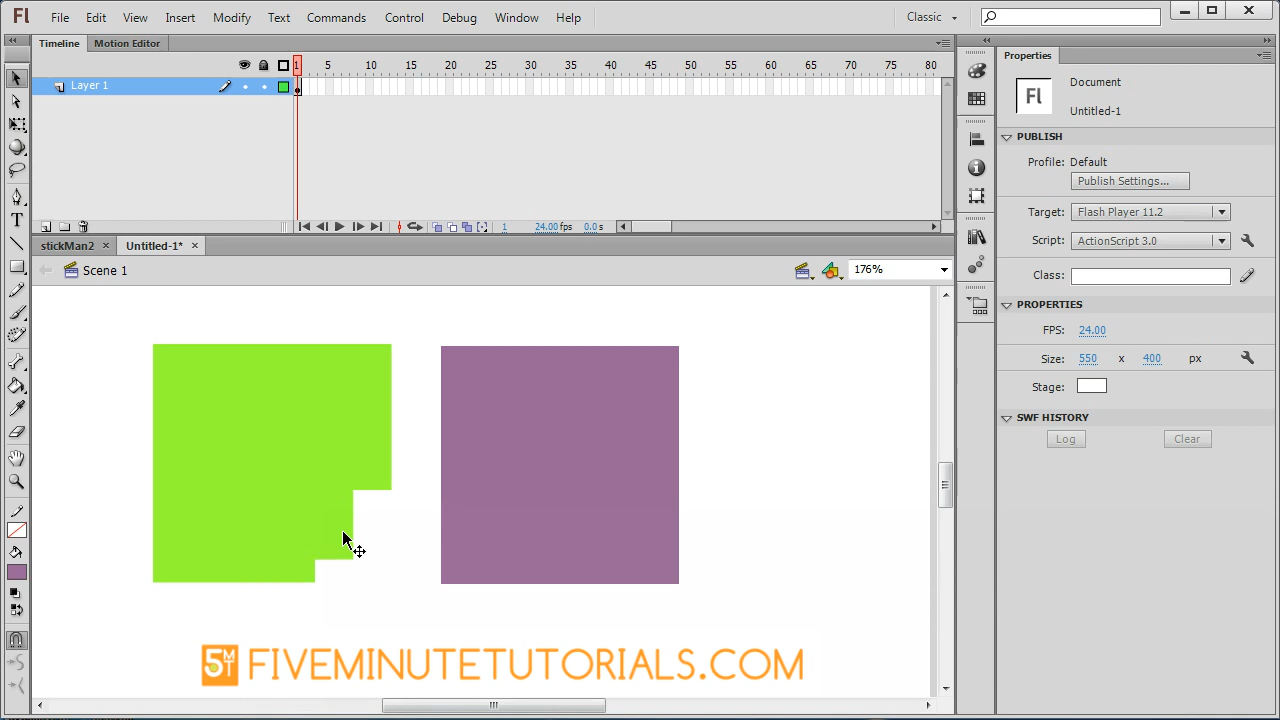 Fl File Edit View Insert Modify Text Commands Control Debug Window Help Classic
Timeline Motion Editor
1 5 10 15 20 25 30 35 40 45 50 55 60 65 70 75 80
Layer 1
1 24.00 fps 0.0 s
stickMan2 Untitled-1*
Scene 1 176%
5MT FIVEMINUTETUTORIALS.COM
Properties
Fl Document
Untitled-1
PUBLISH
Profile: Default
Publish Settings...
Target: Flash Player 11.2
Script: ActionScript 3.0
Class:
PROPERTIES
FPS: 24.00
Size: 550 x 400 px
Stage:
SWF HISTORY
Log Clear